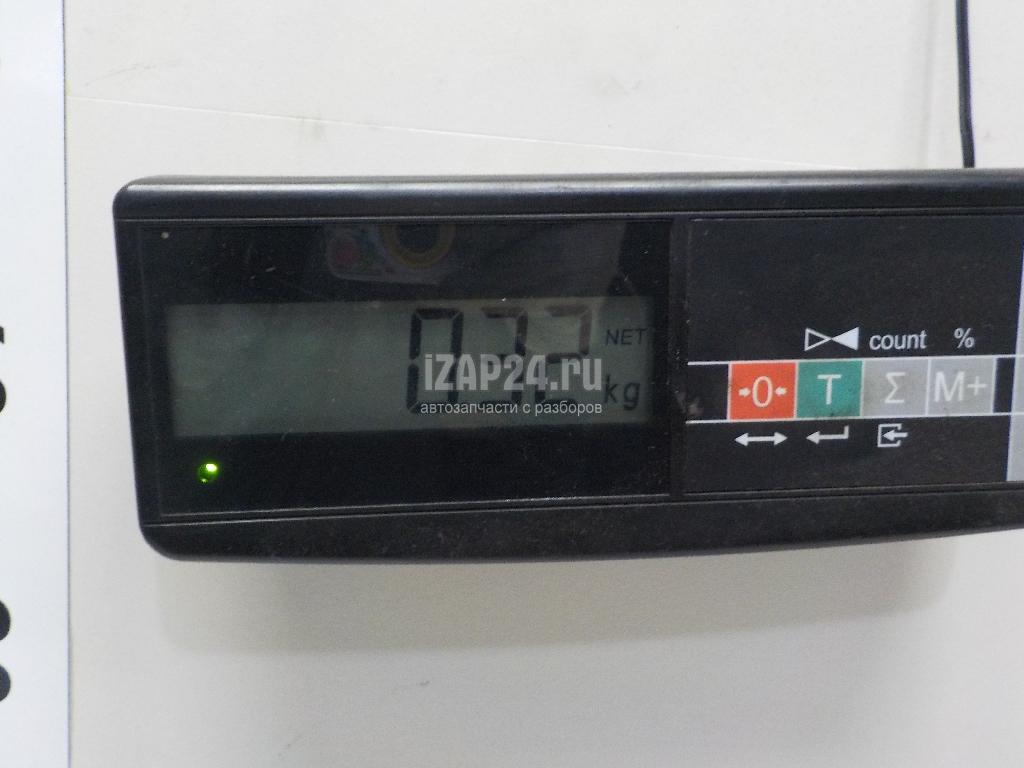 count %
NET
kg
→0← T Σ M+
iZAP24.ru
автозапчасти с разборов